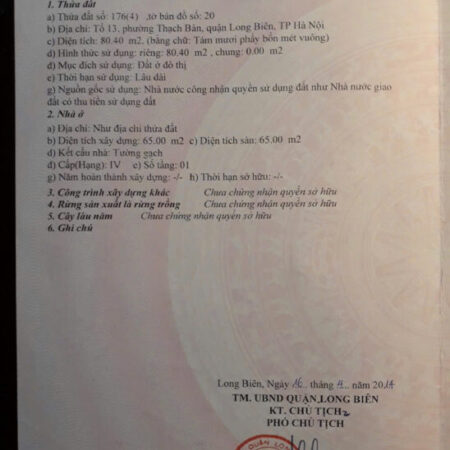 1. Thửa đất
a) Thửa đất số: 176(4) ,tờ bản đồ số: 20
b) Địa chỉ: Tổ 13, phường Thạch Bàn, quận Long Biên, TP Hà Nội
c) Diện tích: 80.40 m2, (bằng chữ: Tám mươi phẩy bốn mét vuông)
d) Hình thức sử dụng: riêng: 80.40 m2 , chung: 0.00 m2
đ) Mục đích sử dụng: Đất ở đô thị
e) Thời hạn sử dụng: Lâu dài
g) Nguồn gốc sử dụng: Nhà nước công nhận quyền sử dụng đất như Nhà nước giao
đất có thu tiền sử dụng đất
2. Nhà ở
a) Địa chỉ: Như địa chỉ thửa đất
b) Diện tích xây dựng: 65.00 m2 c) Diện tích sàn: 65.00 m2
d) Kết cấu nhà: Tường gạch
đ) Cấp(Hạng): IV e) Số tầng: 01
g) Năm hoàn thành xây dựng: -/- h) Thời hạn sở hữu: -/-
3. Công trình xây dựng khác Chưa chứng nhận quyền sở hữu
4. Rừng sản xuất là rừng trồng Chưa chứng nhận quyền sở hữu
5. Cây lâu năm Chưa chứng nhận quyền sở hữu
6. Ghi chú
Long Biên, Ngày 16.. tháng 4.. năm 2014
TM. UBND QUẬN LONG BIÊN
KT. CHỦ TỊCH
PHÓ CHỦ TỊCH
QUẬN LONG